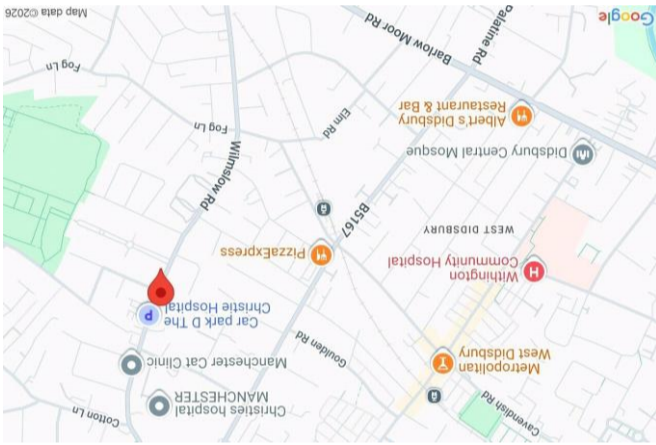 Cavendish Rd
Metropolitan
West Didsbury
Goulden Rd
Cotton Ln
Christies hospital
MANCHESTER
Manchester Cat Clinic
Car park D The
Christie Hospital
P
H
Withington
Community Hospital
WEST DIDSBURY
PizzaExpress
B5167
Wilmslow Rd
Didsbury Central Mosque
Albert's Didsbury
Restaurant & Bar
Elm Rd
Fog Ln
Fog Ln
Barlow Moor Rd
Palatine Rd
Google
Map data ©2026